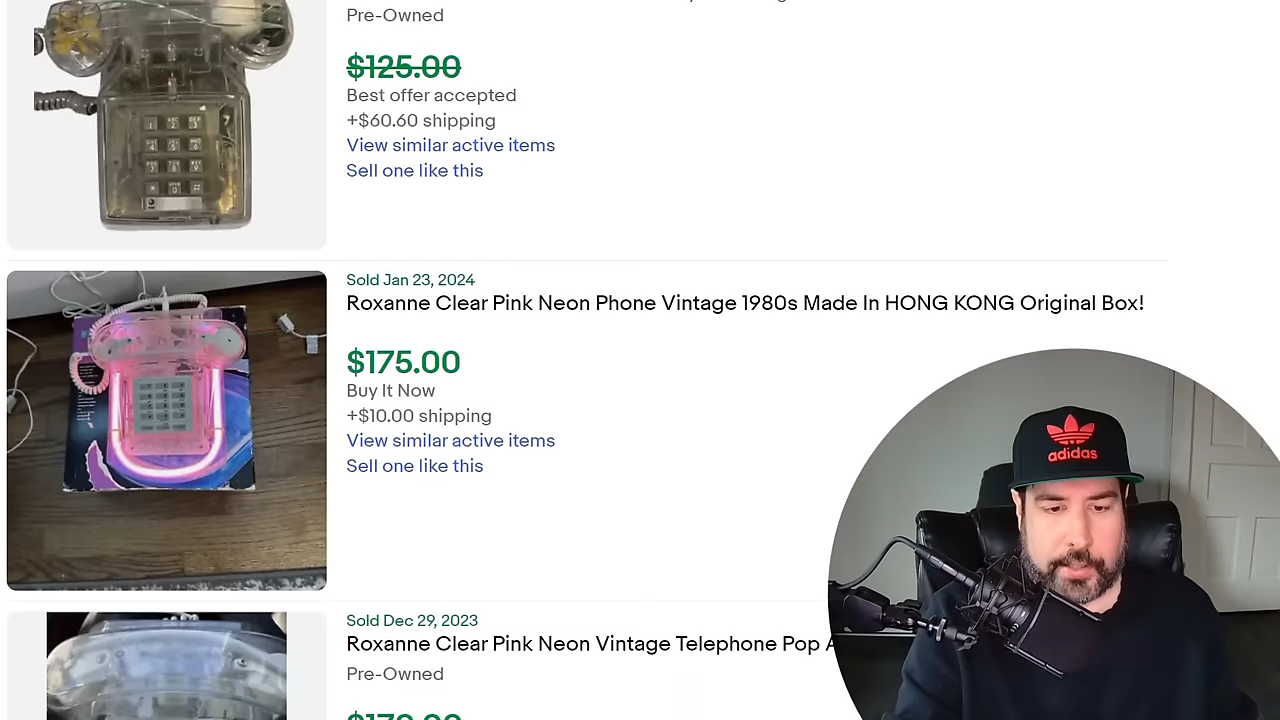 Pre-Owned
$125.00
Best offer accepted
+$60.60 shipping
View similar active items
Sell one like this
Sold Jan 23, 2024
Roxanne Clear Pink Neon Phone Vintage 1980s Made In HONG KONG Original Box!
$175.00
Buy It Now
+$10.00 shipping
View similar active items
Sell one like this
adidas
Sold Dec 29, 2023
Roxanne Clear Pink Neon Vintage Telephone Pop
Pre-Owned